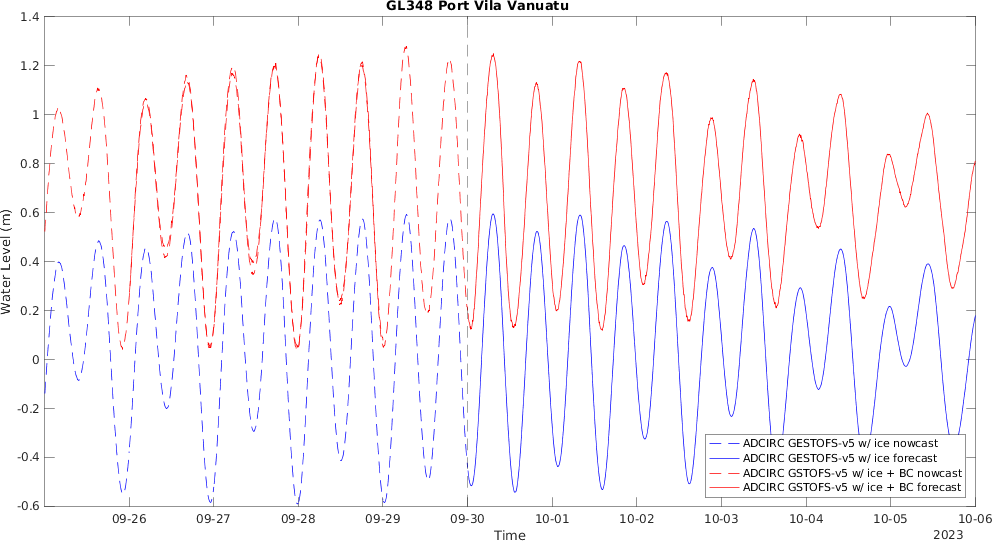 GL348 Port Vila Vanuatu
1.4
1.2
1
0.8
0.6
0.4
0.2
0
-0.2
-0.4
-0.6
Water Level (m)
09-26 09-27 09-28 09-29 09-30 10-01 10-02 10-03 10-04 10-05 10-06
Time
2023
ADCIRC GESTOFS-v5 w/ ice nowcast
ADCIRC GESTOFS-v5 w/ ice forecast
ADCIRC GSTOFS-v5 w/ ice + BC nowcast
ADCIRC GSTOFS-v5 w/ ice + BC forecast